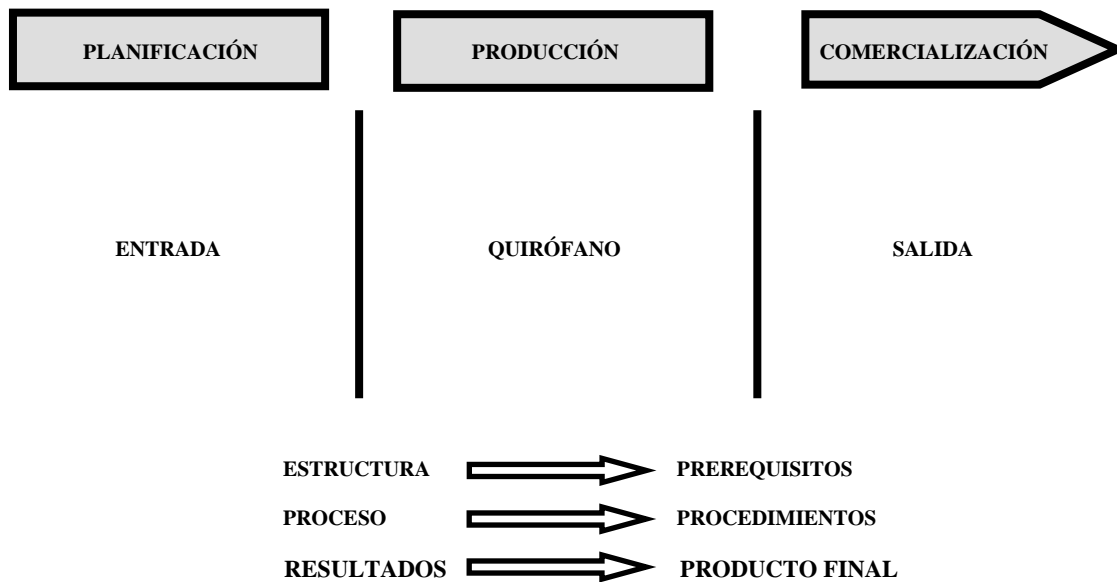 PLANIFICACIÓN PRODUCCIÓN COMERCIALIZACIÓN
ENTRADA QUIRÓFANO SALIDA
ESTRUCTURA PREREQUISITOS
PROCESO PROCEDIMIENTOS
RESULTADOS PRODUCTO FINAL